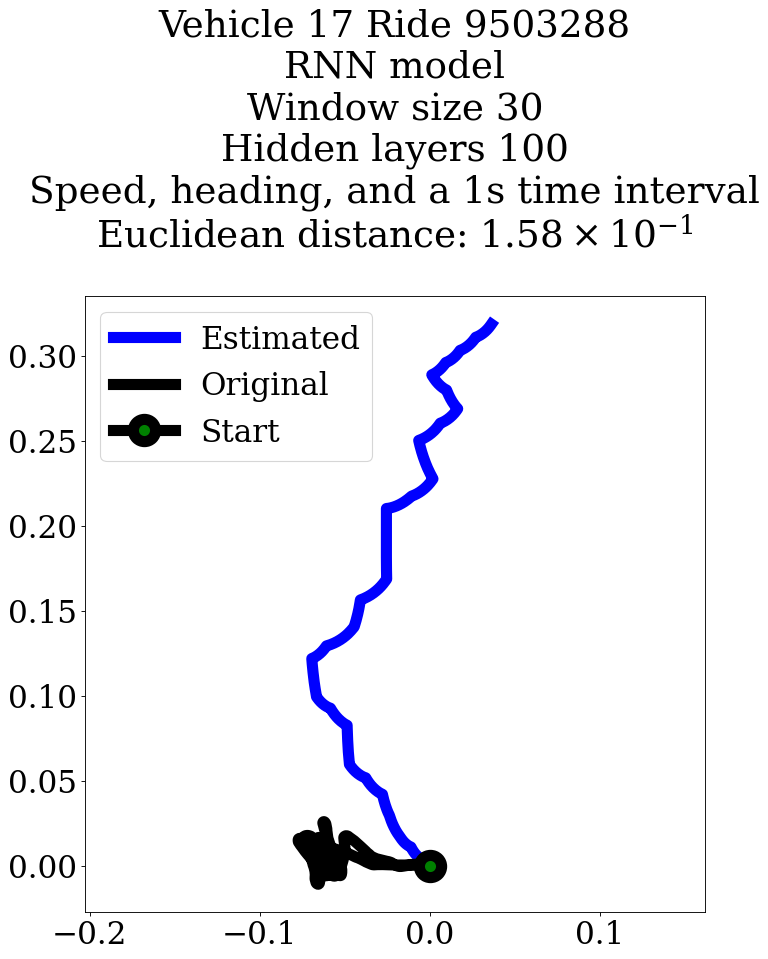 Vehicle 17 Ride 9503288
RNN model
Window size 30
Hidden layers 100
Speed, heading, and a 1s time interval
Euclidean distance: 1.58 × 10⁻¹
Estimated
Original
Start
0.30
0.25
0.20
0.15
0.10
0.05
0.00
−0.2 −0.1 0.0 0.1